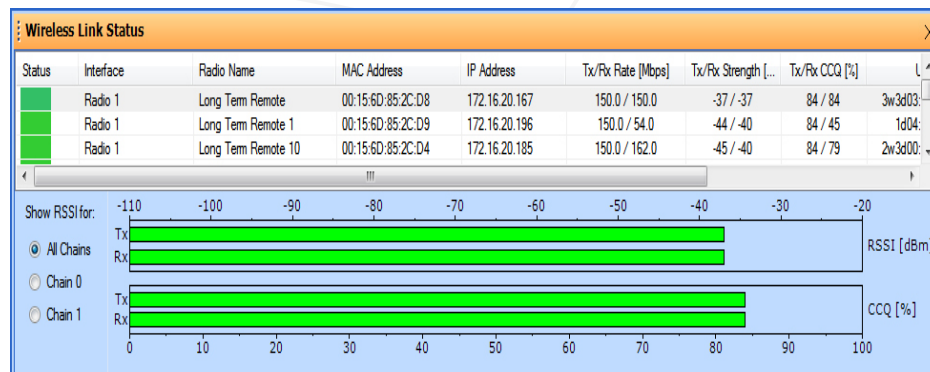 Wireless Link Status
Status Interface Radio Name MAC Address IP Address Tx/Rx Rate [Mbps] Tx/Rx Strength [... Tx/Rx CCQ [%]
Radio 1 Long Term Remote 00:15:6D:85:2C:D8 172.16.20.167 150.0 / 150.0 -37 / -37 84 / 84 3w3d03:
Radio 1 Long Term Remote 1 00:15:6D:85:2C:D9 172.16.20.196 150.0 / 54.0 -44 / -40 84 / 45 1d04:
Radio 1 Long Term Remote 10 00:15:6D:85:2C:D4 172.16.20.185 150.0 / 162.0 -45 / -40 84 / 79 2w3d00:
Show RSSI for: -110 -100 -90 -80 -70 -60 -50 -40 -30 -20
All Chains Tx Rx RSSI [dBm]
Chain 0
Chain 1 Tx Rx CCQ [%]
0 10 20 30 40 50 60 70 80 90 100